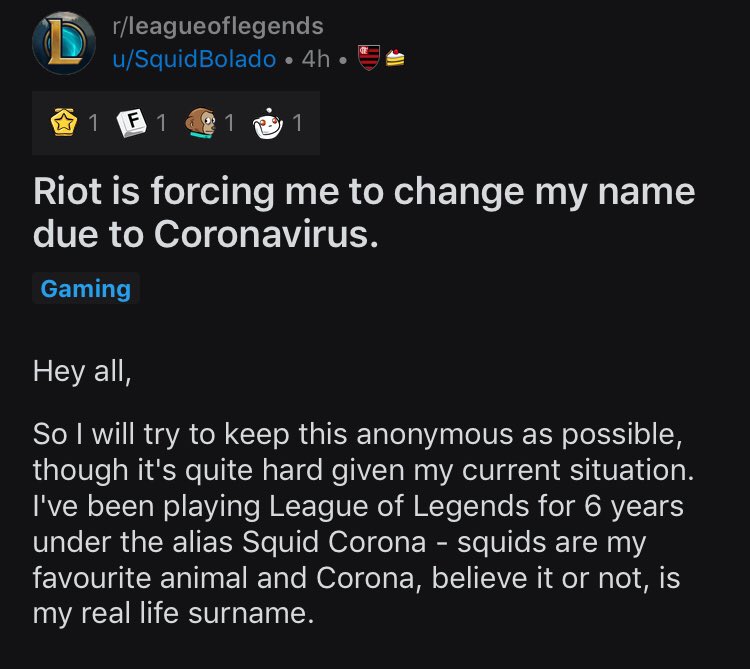 r/leagueoflegends
u/SquidBolado • 4h •
1 F 1 1 1
Riot is forcing me to change my name
due to Coronavirus.
Gaming
Hey all,
So I will try to keep this anonymous as possible,
though it's quite hard given my current situation.
I've been playing League of Legends for 6 years
under the alias Squid Corona - squids are my
favourite animal and Corona, believe it or not, is
my real life surname.